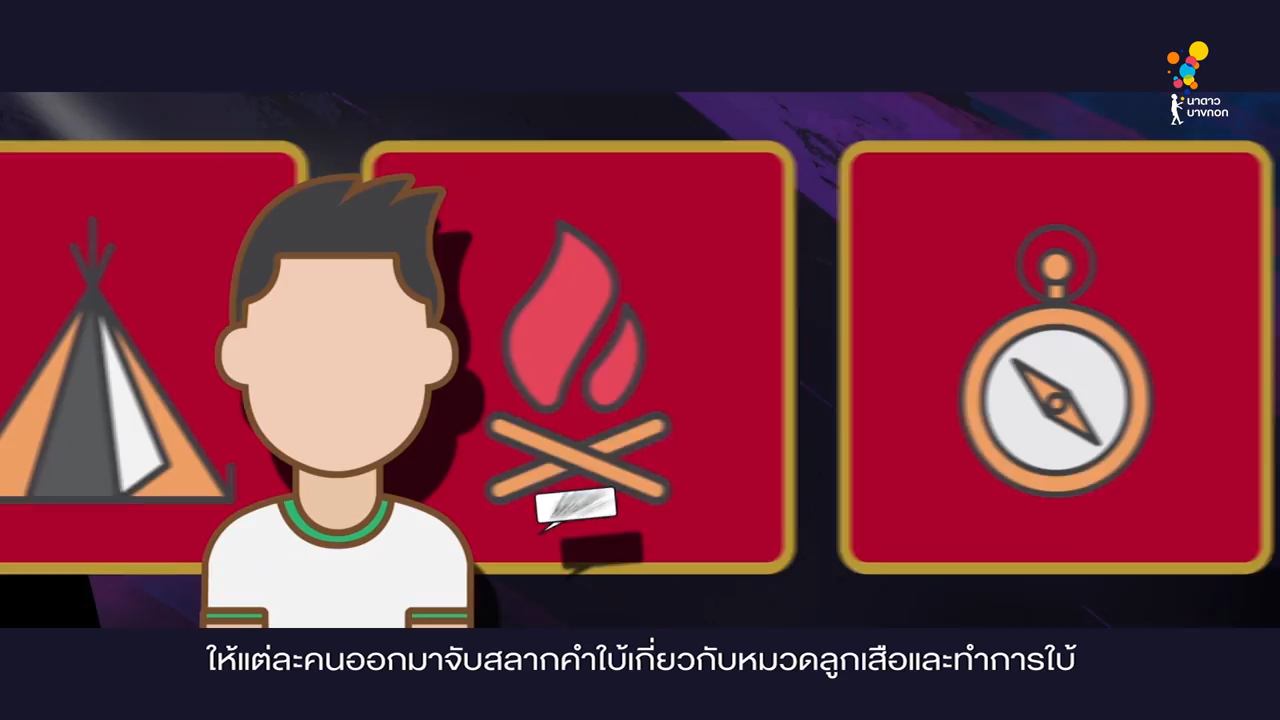 นาดาว
บางกอก
ให้แต่ละคนออกมาจับสลากคำใบ้เกี่ยวกับหมวดลูกเสือและทำการใบ้